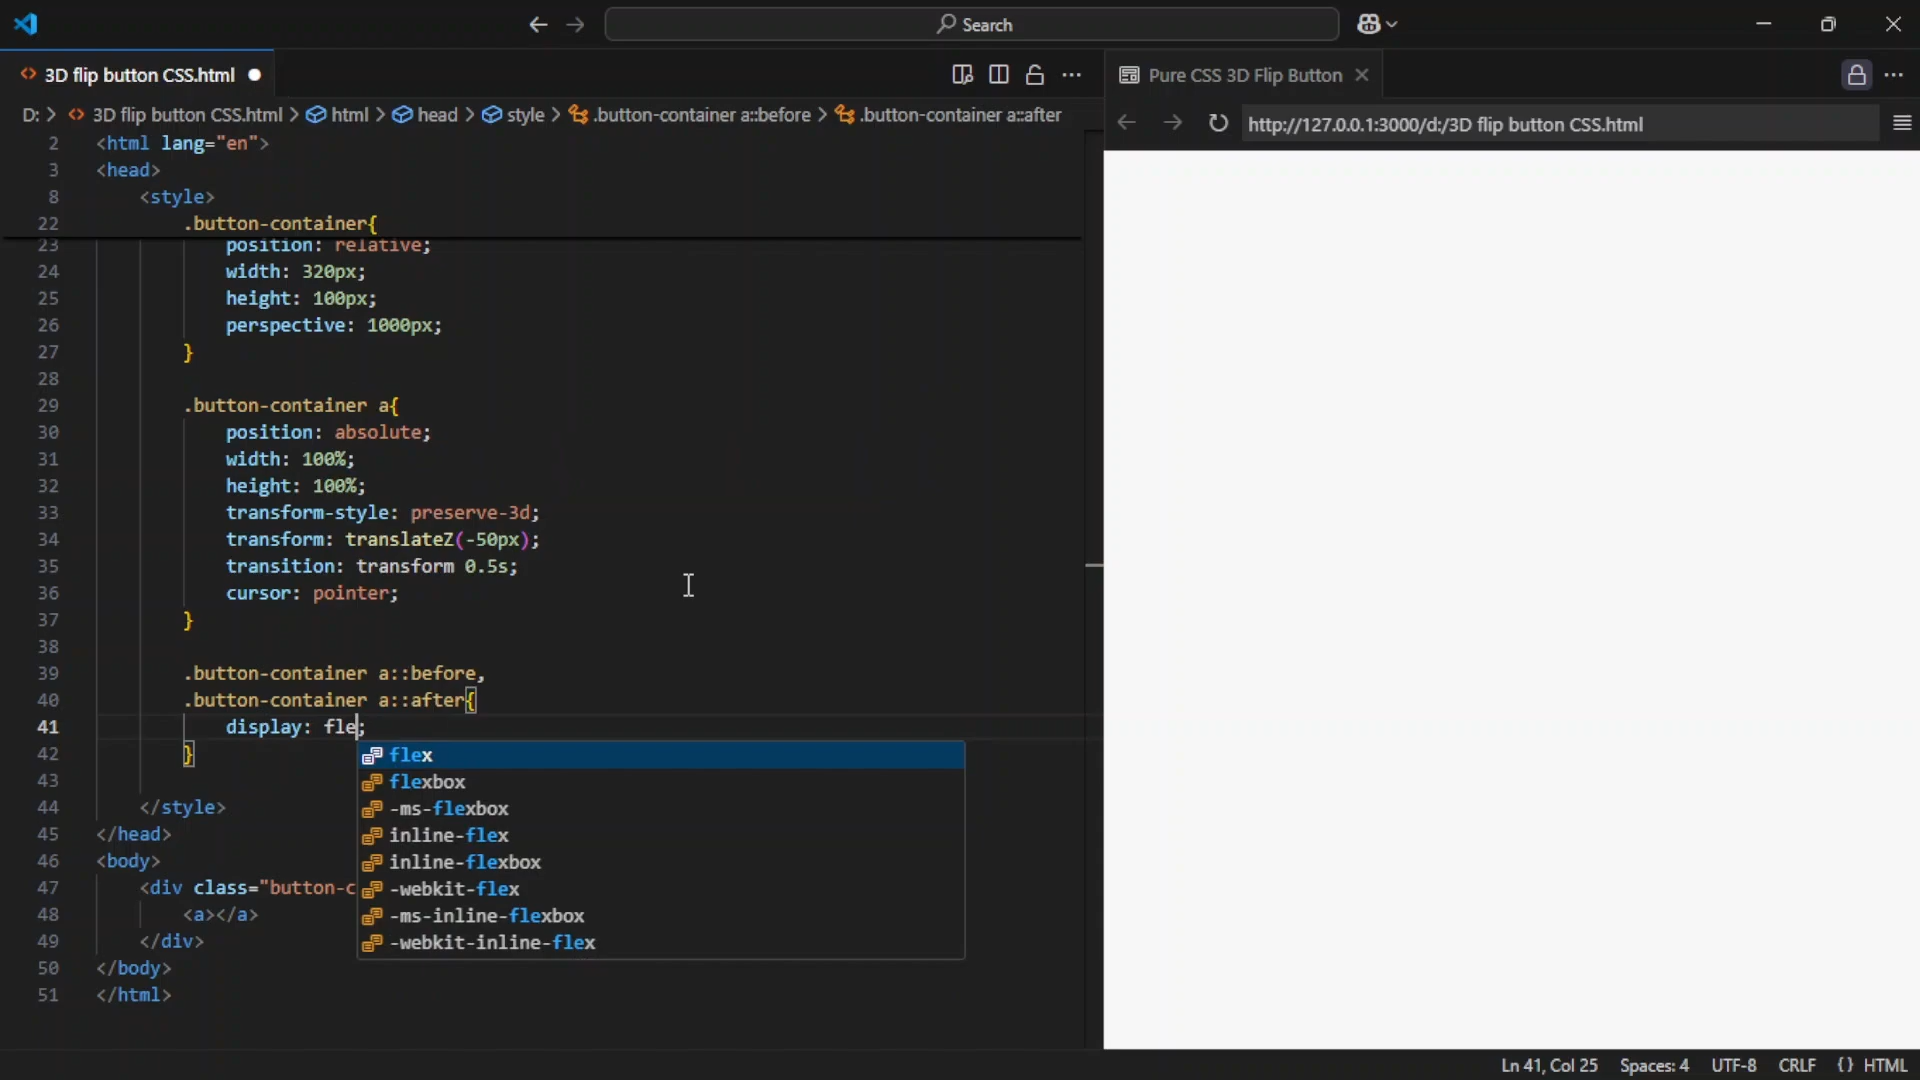 Search
3D flip button CSS.html
Pure CSS 3D Flip Button
D: > 3D flip button CSS.html > html > head > style > .button-container a::before > .button-container a::after
http://127.0.0.1:3000/d:/3D flip button CSS.html
2 <html lang="en">
3 <head>
8 <style>
22 .button-container{
23 position: relative;
24 width: 320px;
25 height: 100px;
26 perspective: 1000px;
27 }
28
29 .button-container a{
30 position: absolute;
31 width: 100%;
32 height: 100%;
33 transform-style: preserve-3d;
34 transform: translateZ(-50px);
35 transition: transform 0.5s;
36 cursor: pointer;
37 }
38
39 .button-container a::before,
40 .button-container a::after{
41 display: fle;
42 }
flex
flexbox
-ms-flexbox
inline-flex
inline-flexbox
-webkit-flex
-ms-inline-flexbox
-webkit-inline-flex
43
44 </style>
45 </head>
46 <body>
47 <div class="button-c
48 <a></a>
49 </div>
50 </body>
51 </html>
Ln 41, Col 25 Spaces: 4 UTF-8 CRLF {} HTML